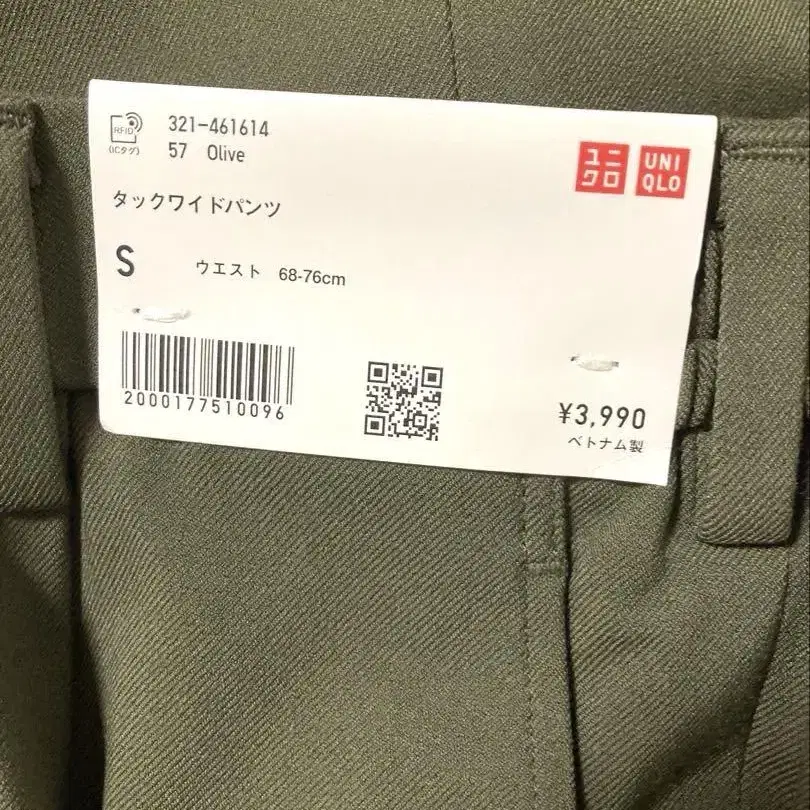 RFID
(ICタグ)
321-461614
57 Olive
ユニ
クロ
UNI
QLO
タックワイドパンツ
S ウエスト 68-76cm
2000177510096
¥3,990
ベトナム製